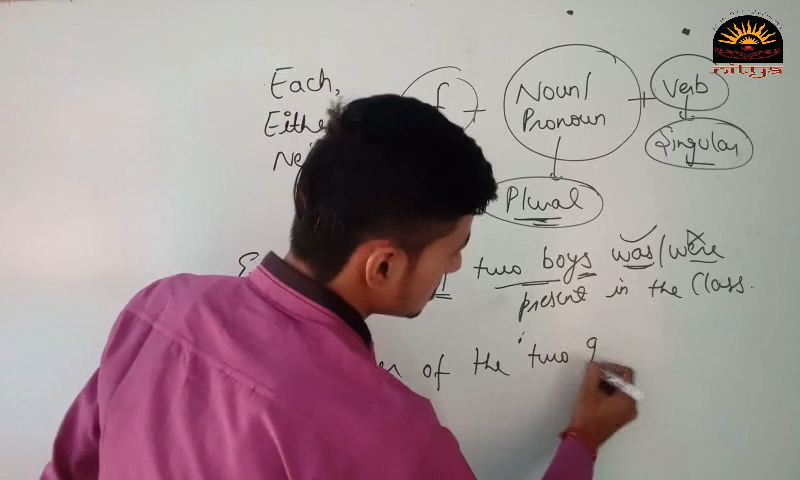 Each,
Noun/
Pronoun
+
+
Verb
Singular
Plural
two boys was/were
present in the Class.
of the two
nitya